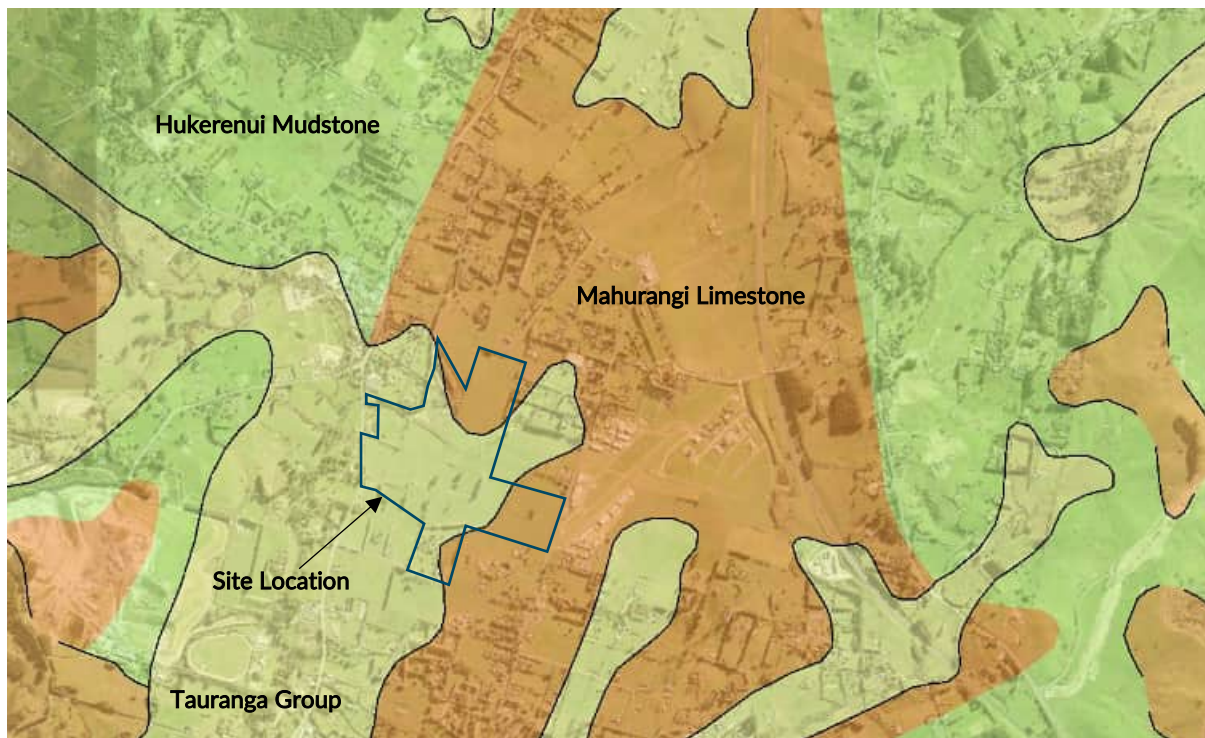 Hukerenui Mudstone
Mahurangi Limestone
Site Location
Tauranga Group